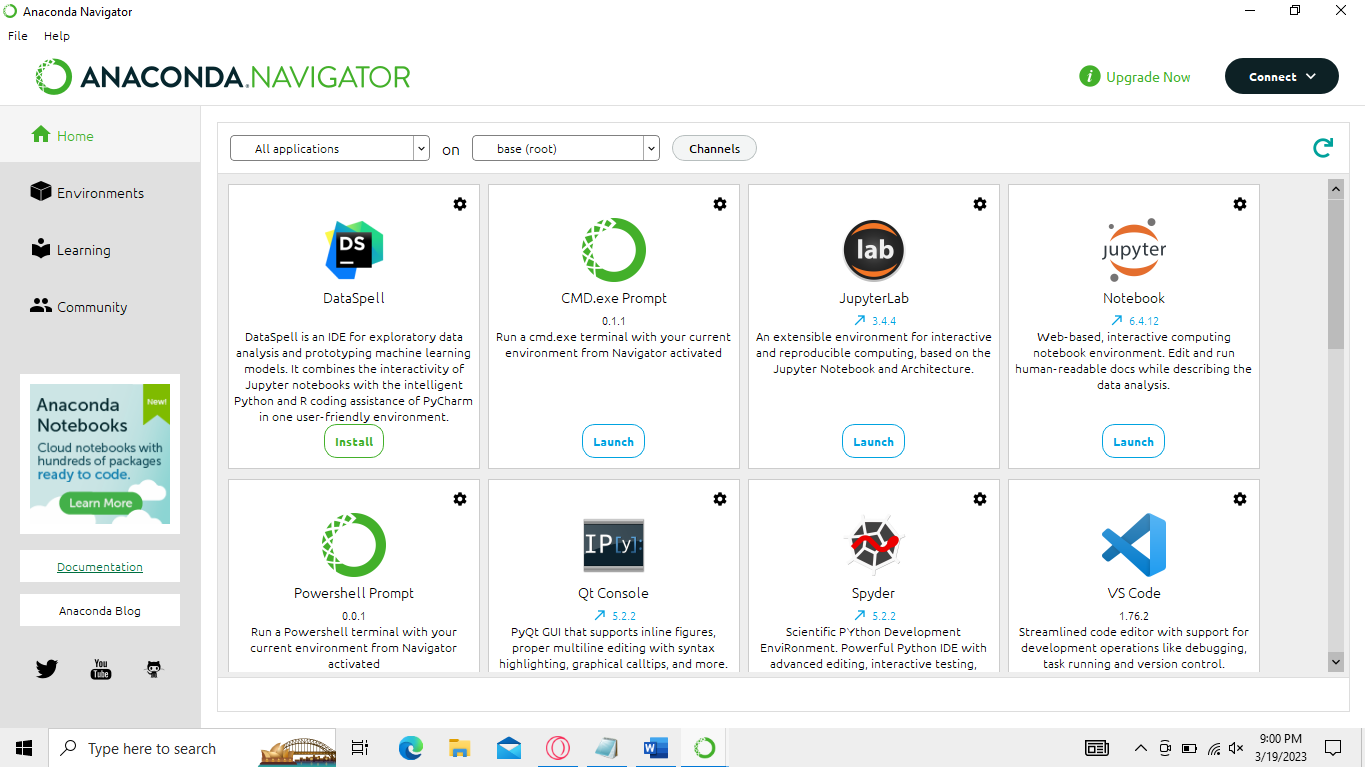 Anaconda Navigator
File Help
ANACONDA.NAVIGATOR
i Upgrade Now
Connect
Home
Environments
Learning
Community
Anaconda
Notebooks
New!
Cloud notebooks with
hundreds of packages
ready to code.
Learn More
Documentation
Anaconda Blog
You
Tube
All applications on base (root) Channels
DS
DataSpell
DataSpell is an IDE for exploratory data
analysis and prototyping machine learning
models. It combines the interactivity of
Jupyter notebooks with the intelligent
Python and R coding assistance of PyCharm
in one user-friendly environment.
Install
CMD.exe Prompt
0.1.1
Run a cmd.exe terminal with your current
environment from Navigator activated
Launch
lab
JupyterLab
3.4.4
An extensible environment for interactive
and reproducible computing, based on the
Jupyter Notebook and Architecture.
Launch
jupyter
Notebook
6.4.12
Web-based, interactive computing
notebook environment. Edit and run
human-readable docs while describing the
data analysis.
Launch
Powershell Prompt
0.0.1
Run a Powershell terminal with your
current environment from Navigator
activated
IP[y]:
Qt Console
5.2.2
PyQt GUI that supports inline figures,
proper multiline editing with syntax
highlighting, graphical calltips, and more.
Spyder
5.2.2
Scientific PYthon Development
EnviRonment. Powerful Python IDE with
advanced editing, interactive testing,
VS Code
1.76.2
Streamlined code editor with support for
development operations like debugging,
task running and version control.
Type here to search
W
9:00 PM
3/19/2023